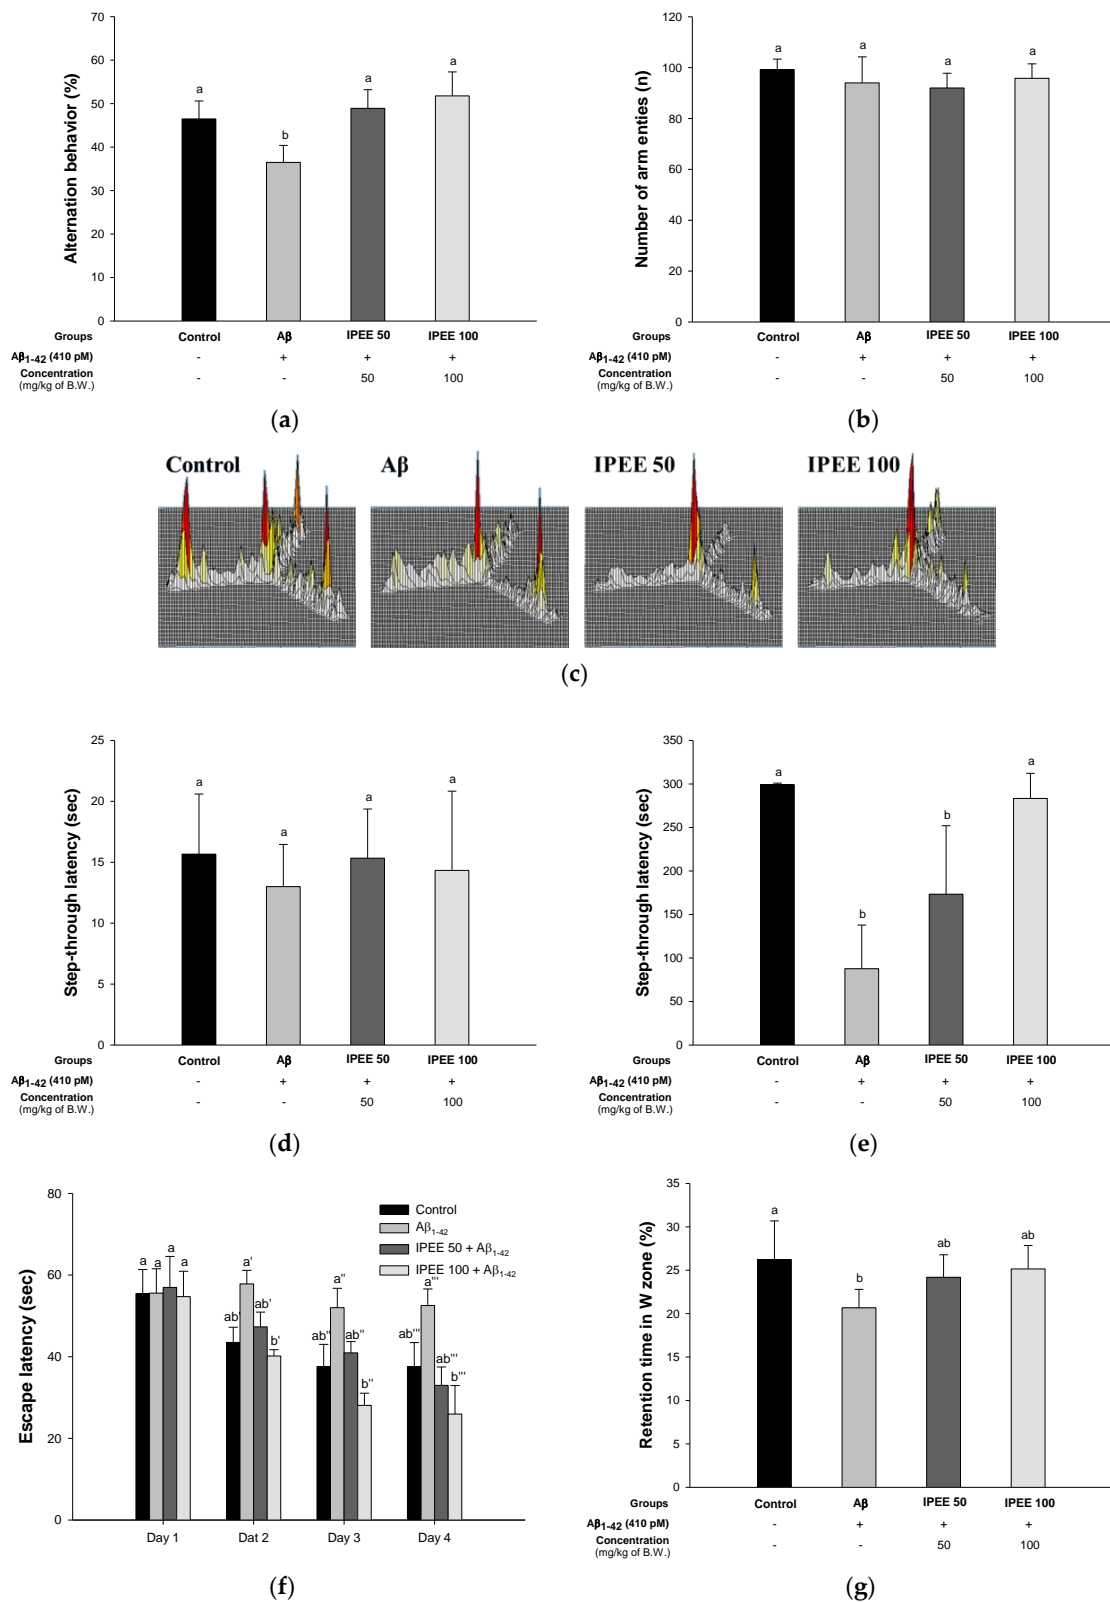 70
60
50
40
30
20
10
0
Alternation behavior (%)
a
b
a
a
Groups Control Aβ IPEE 50 IPEE 100
Aβ1-42 (410 pM) - + + +
Concentration - - 50 100
(mg/kg of B.W.)
(a)
120
100
80
60
40
20
0
Number of arm enties (n)
a
a
a
a
Groups Control Aβ IPEE 50 IPEE 100
Aβ1-42 (410 pM) - + + +
Concentration - - 50 100
(mg/kg of B.W.)
(b)
Control Aβ IPEE 50 IPEE 100
(c)
25
20
15
10
5
0
Step-through latency (sec)
a
a
a
a
Groups Control Aβ IPEE 50 IPEE 100
Aβ1-42 (410 pM) - + + +
Concentration - - 50 100
(mg/kg of B.W.)
(d)
350
300
250
200
150
100
50
0
Step-through latency (sec)
a
b
b
a
Groups Control Aβ IPEE 50 IPEE 100
Aβ1-42 (410 pM) - + + +
Concentration - - 50 100
(mg/kg of B.W.)
(e)
80
60
40
20
0
Escape latency (sec)
Control
Aβ1-42
IPEE 50 + Aβ1-42
IPEE 100 + Aβ1-42
a a a a
ab' a' ab' b'
ab'' a'' ab'' b''
ab''' a''' ab''' b'''
Day 1 Dat 2 Day 3 Day 4
(f)
35
30
25
20
15
10
5
0
Retention time in W zone (%)
a
b
ab
ab
Groups Control Aβ IPEE 50 IPEE 100
Aβ1-42 (410 pM) - + + +
Concentration - - 50 100
(mg/kg of B.W.)
(g)